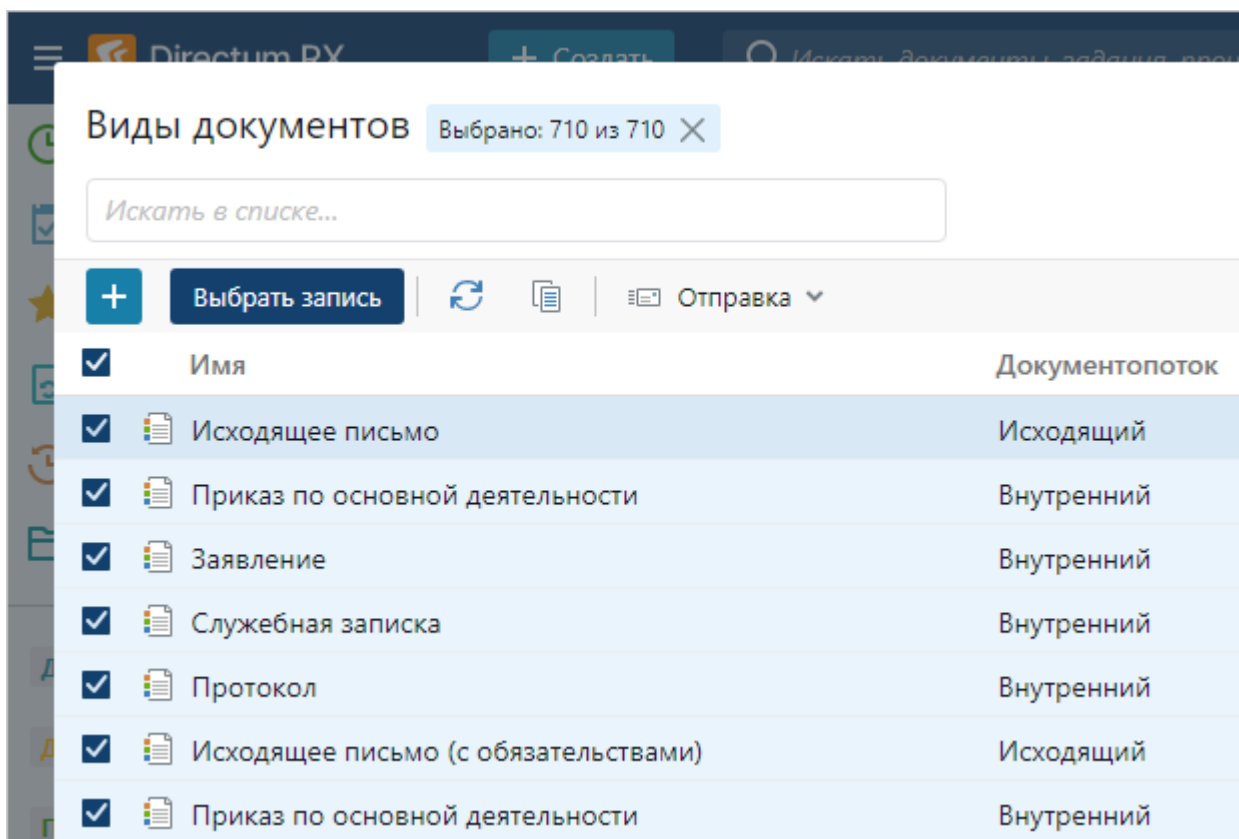 Directum RX
+ Создать
Искать документы, задания,
Виды документов
Выбрано: 710 из 710
Искать в списке...
Выбрать запись
Отправка
Имя
Документопоток
Исходящее письмо
Исходящий
Приказ по основной деятельности
Внутренний
Заявление
Внутренний
Служебная записка
Внутренний
Протокол
Внутренний
Исходящее письмо (с обязательствами)
Исходящий
Приказ по основной деятельности
Внутренний